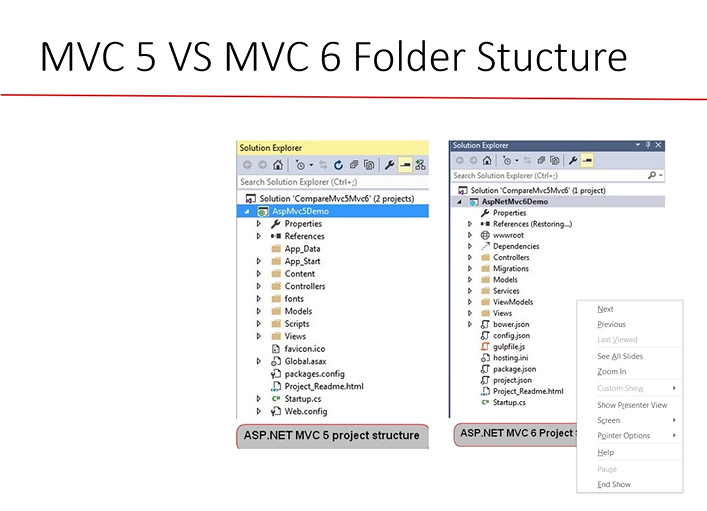 MVC 5 VS MVC 6 Folder Stucture
Solution Explorer
Search Solution Explorer (Ctrl+;)
Solution 'CompareMvc5Mvc6' (2 projects)
AspMvc5Demo
Properties
References
App_Data
App_Start
Content
Controllers
fonts
Models
Scripts
Views
favicon.ico
Global.asax
packages.config
Project_Readme.html
Startup.cs
Web.config
ASP.NET MVC 5 project structure
Solution Explorer
Search Solution Explorer (Ctrl+;)
Solution 'CompareMvc5Mvc6' (1 project)
AspNetMvc6Demo
Properties
References (Restoring...)
wwwroot
Dependencies
Controllers
Migrations
Models
Services
ViewModels
Views
bower.json
config.json
gulpfile.js
hosting.ini
package.json
project.json
Project_Readme.html
Startup.cs
ASP.NET MVC 6 Project
Next
Previous
Last Viewed
See All Slides
Zoom In
Custom Show
Show Presenter View
Screen
Pointer Options
Help
Pause
End Show